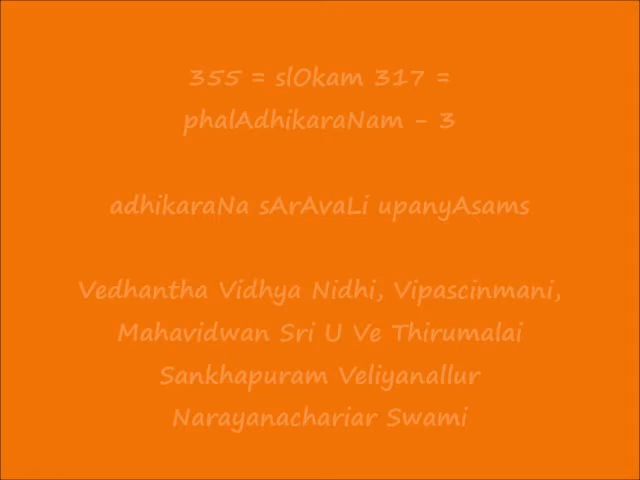 355 = slOkam 317 =
phalAdhikaraNam - 3
adhikaraNa sArAvaLi upanyAsams
Vedhantha Vidhya Nidhi, Vipascinmani,
Mahavidwan Sri U Ve Thirumalai
Sankhapuram Veliyanallur
Narayanachariar Swami